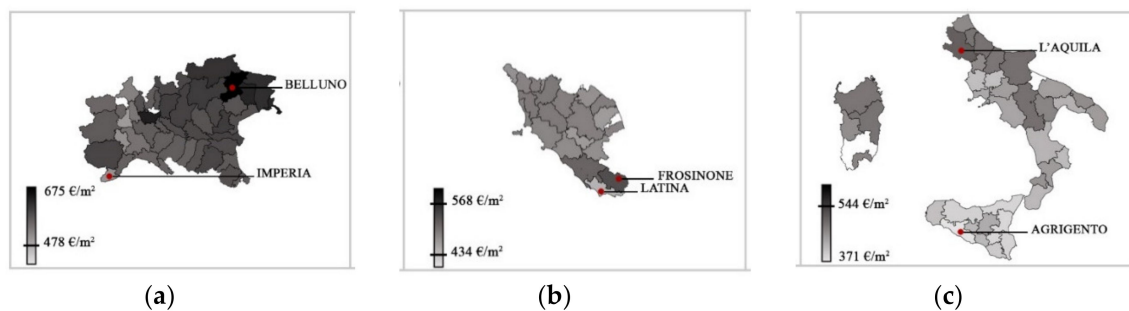 BELLUNO
IMPERIA
675 €/m²
478 €/m²
(a)
FROSINONE
LATINA
568 €/m²
434 €/m²
(b)
L'AQUILA
544 €/m²
AGRIGENTO
371 €/m²
(c)